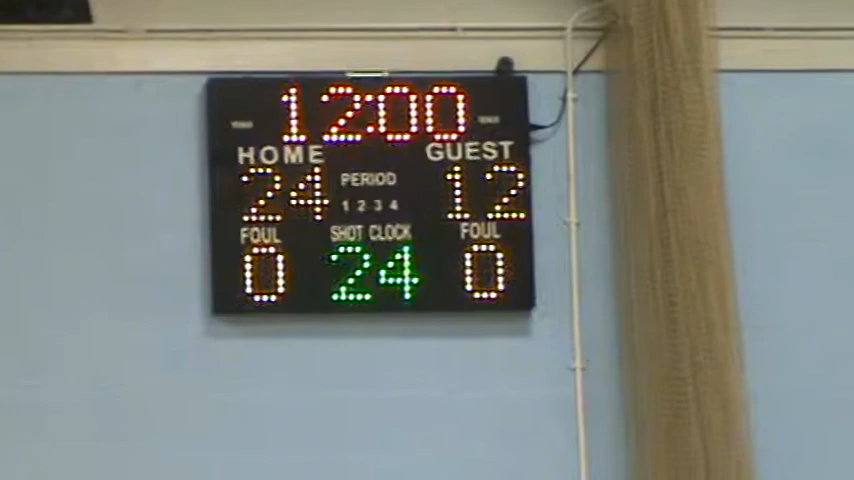 12:00
HOME GUEST
24 PERIOD 12
1 2 3 4
FOUL SHOT CLOCK FOUL
0 24 0